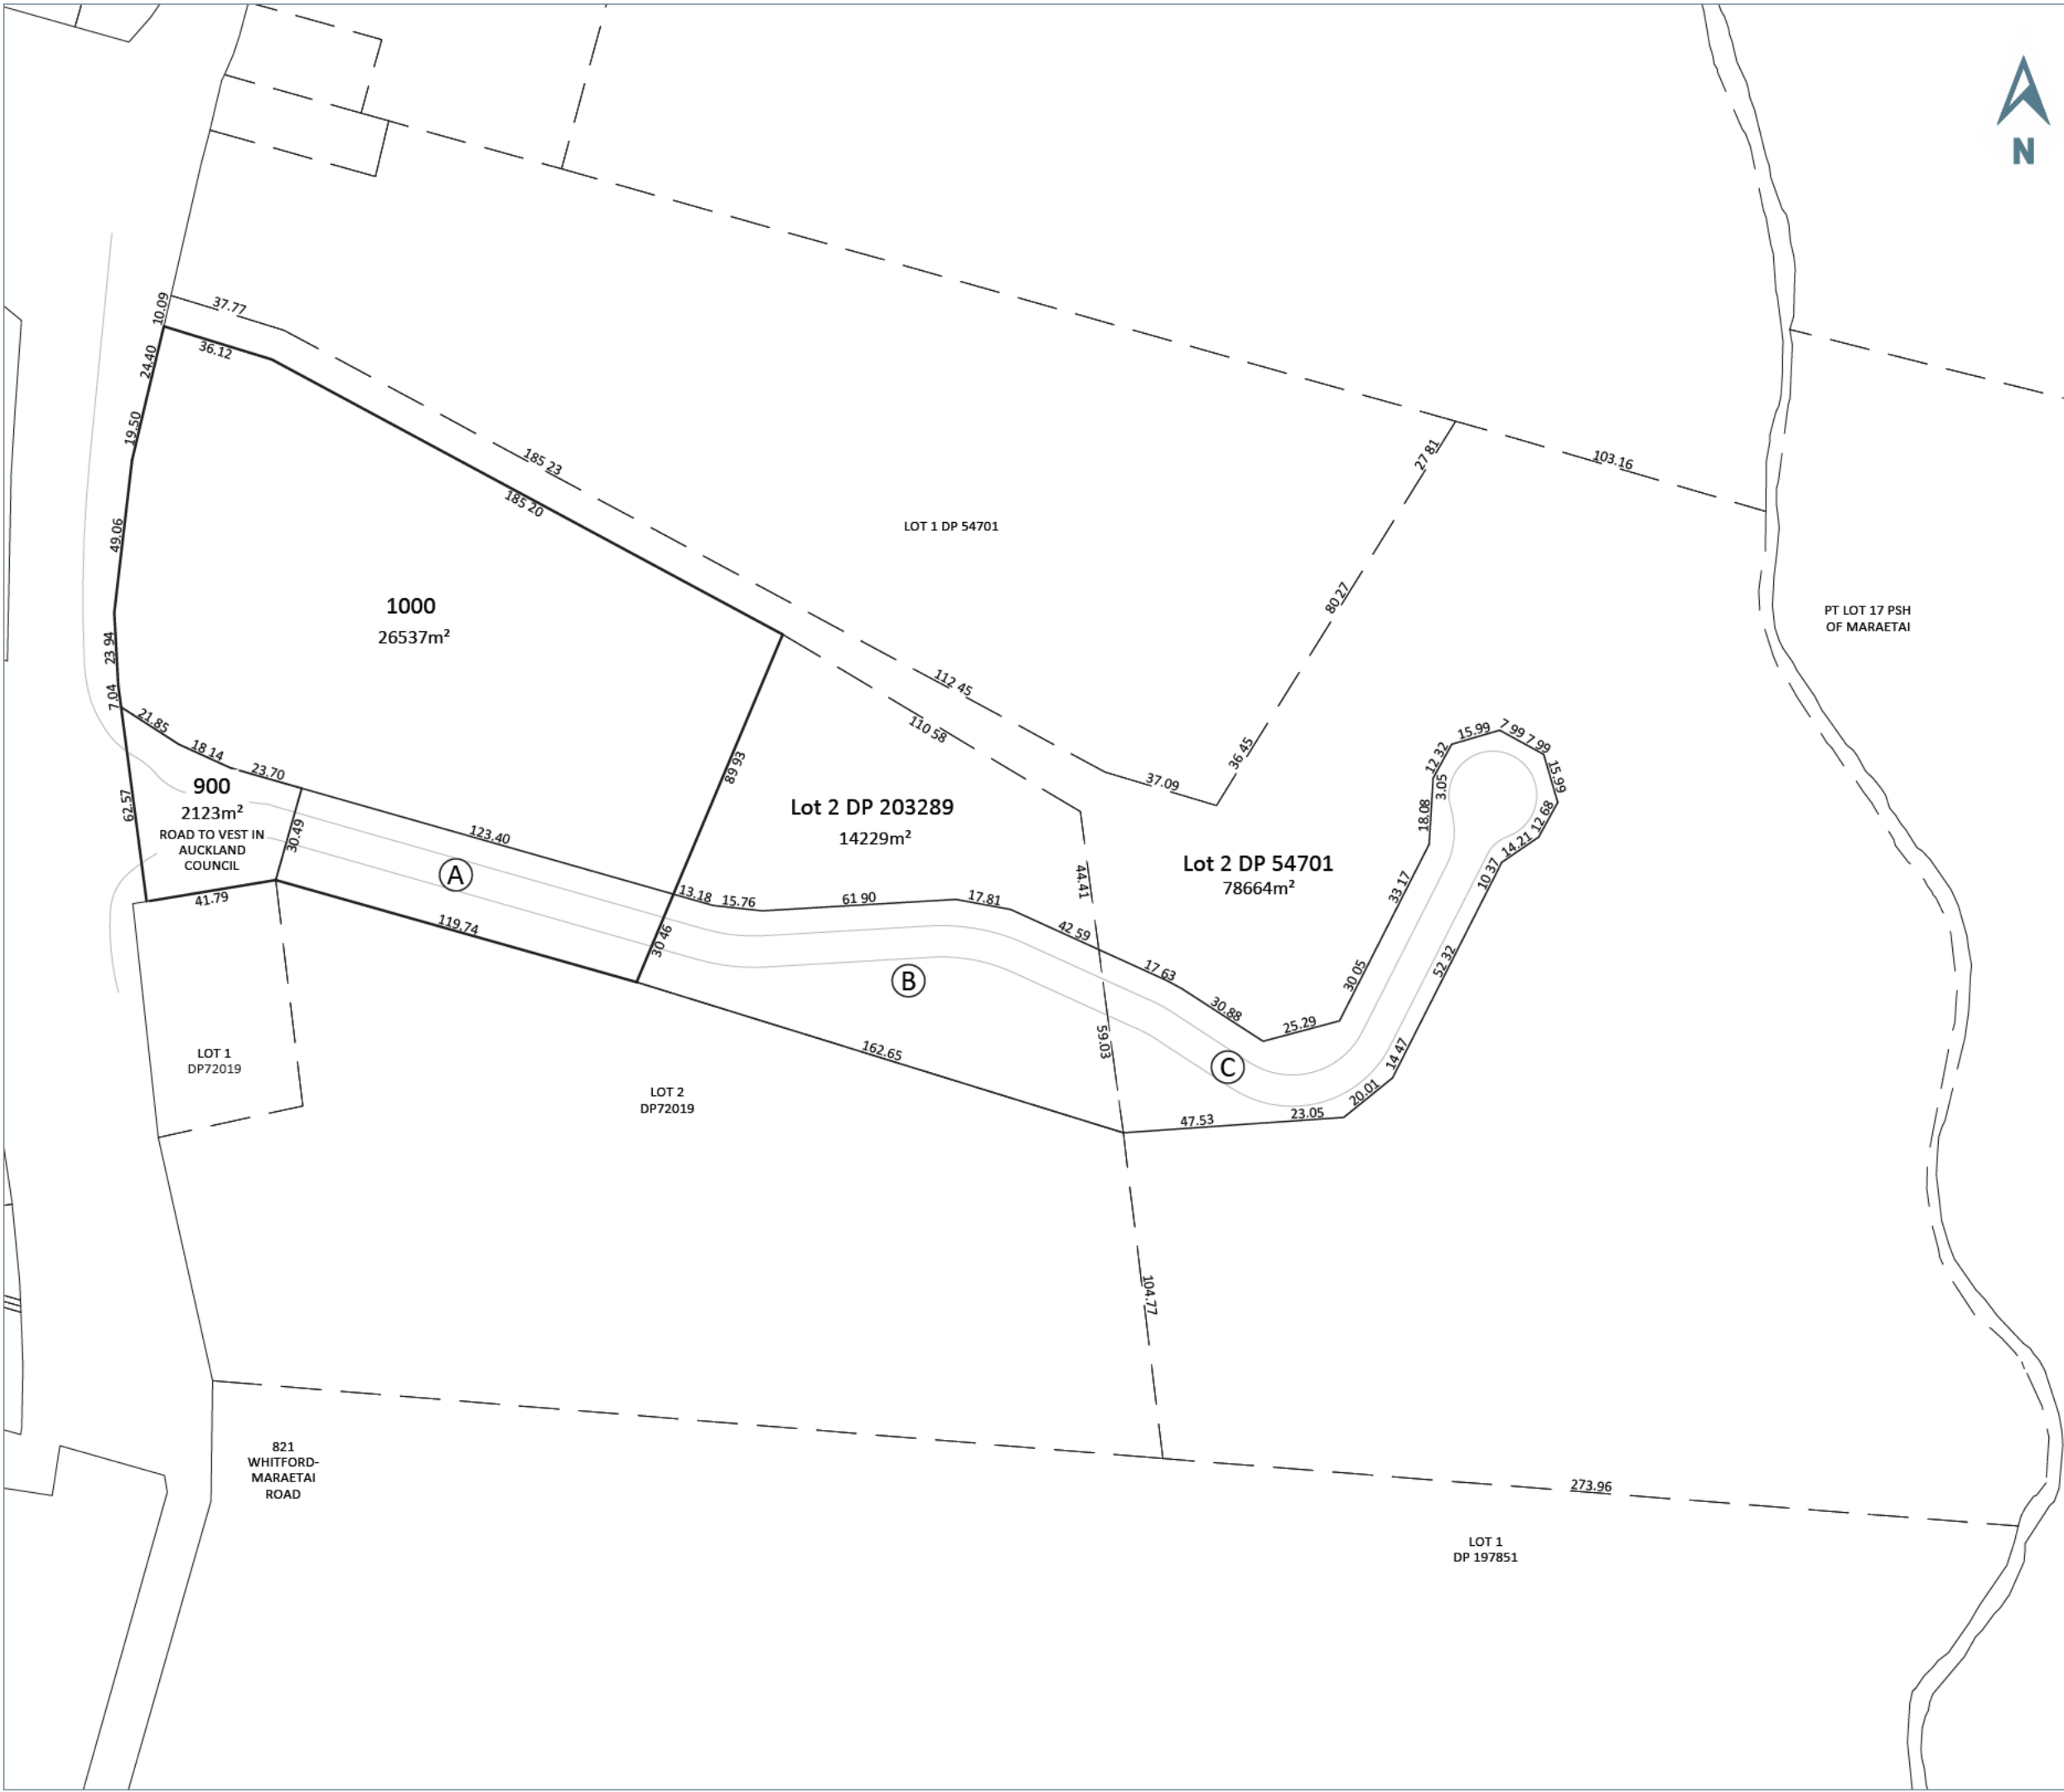 N
10.09
37.77
24.40
36.12
19.50
185 23
185 20
27 81
103.16
LOT 1 DP 54701
49.06
80 27
1000
26537m²
PT LOT 17 PSH
OF MARAETAI
23 94
7.04
21.85
18 14
23.70
112 45
110 58
36 45
37.09
89 93
900
2123m²
ROAD TO VEST IN
AUCKLAND
COUNCIL
62.57
30.49
41.79
123.40
A
119.74
Lot 2 DP 203289
14229m²
13.18
15.76
61 90
17.81
30 46
44.41
42 59
B
Lot 2 DP 54701
78664m²
15.99
7 99
7.99
12 32
3.05
15.99
18.08
12 68
14.21
10 37
33 17
52 32
17 63
30.88
25.29
30 05
59.03
C
14 47
20.01
23.05
47.53
162.65
LOT 1
DP72019
LOT 2
DP72019
104.77
821
WHITFORD-
MARAETAI
ROAD
273.96
LOT 1
DP 197851